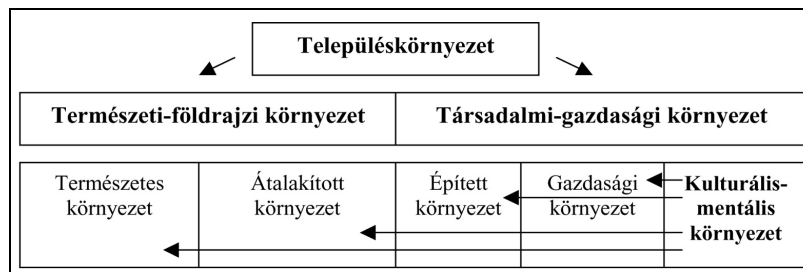 Településkörnyezet
Természeti-földrajzi környezet
Társadalmi-gazdasági környezet
Természetes
környezet
Átalakított
környezet
Épített
környezet
Gazdasági
környezet
Kulturális-
mentális
környezet